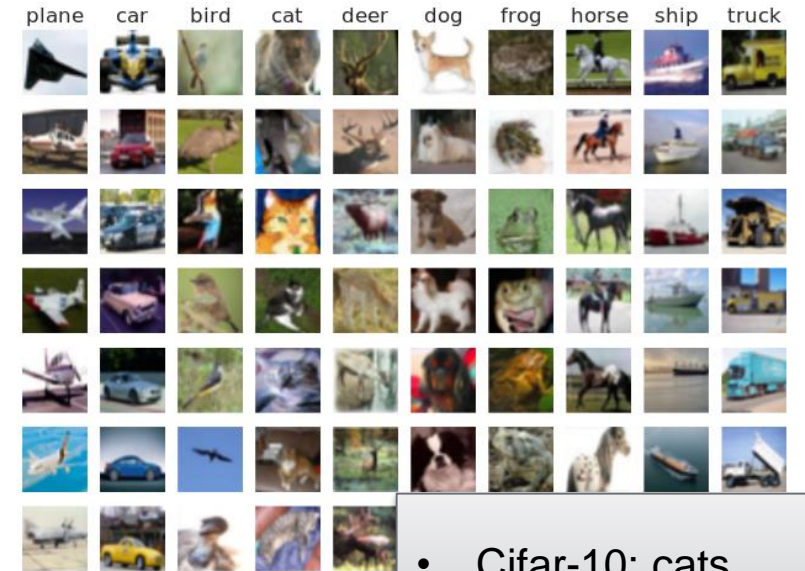 plane car bird cat deer dog frog horse ship truck
• Cifar-10: cats